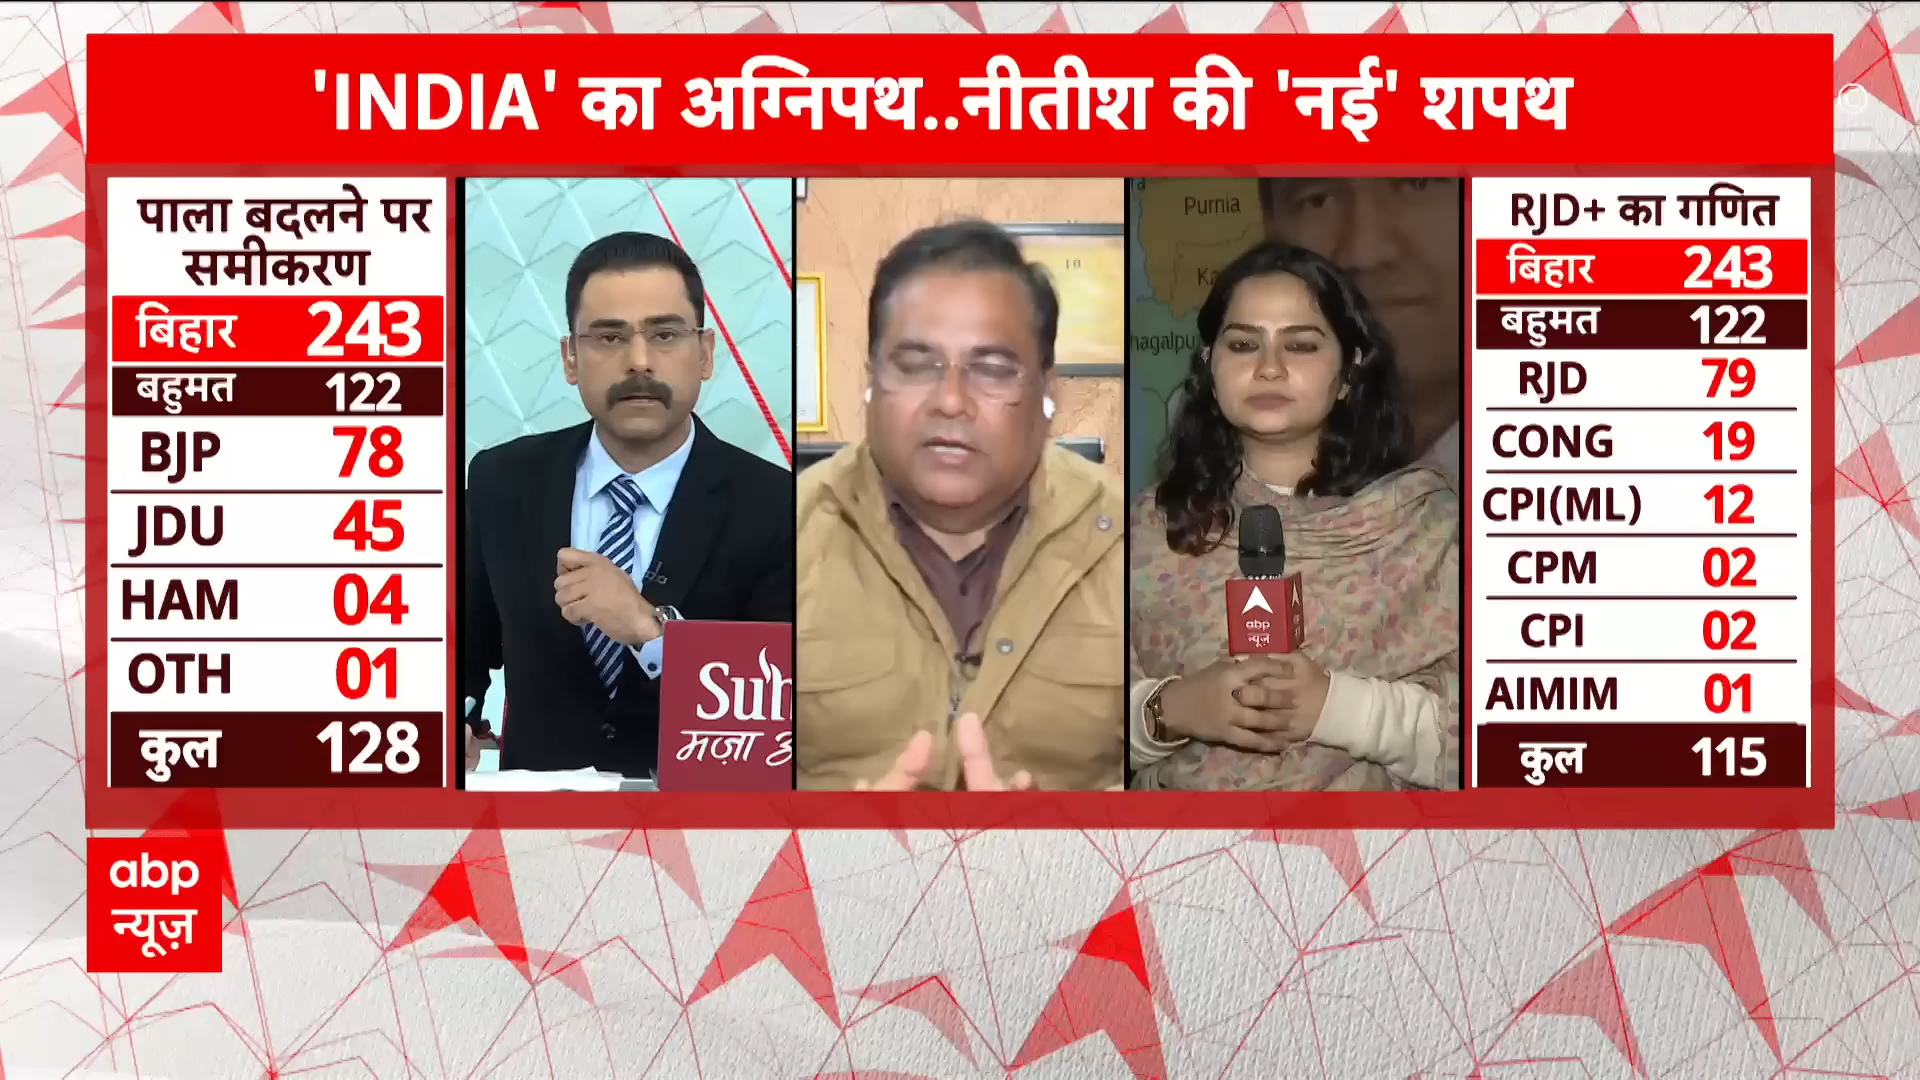 'INDIA' का अग्निपथ..नीतीश की 'नई' शपथ
पाला बदलने पर
समीकरण
बिहार 243
बहुमत 122
BJP 78
JDU 45
HAM 04
OTH 01
कुल 128
Purnia
10
abp
न्यूज़
RJD+ का गणित
बिहार 243
बहुमत 122
RJD 79
CONG 19
CPI(ML) 12
CPM 02
CPI 02
AIMIM 01
कुल 115
abp
न्यूज़